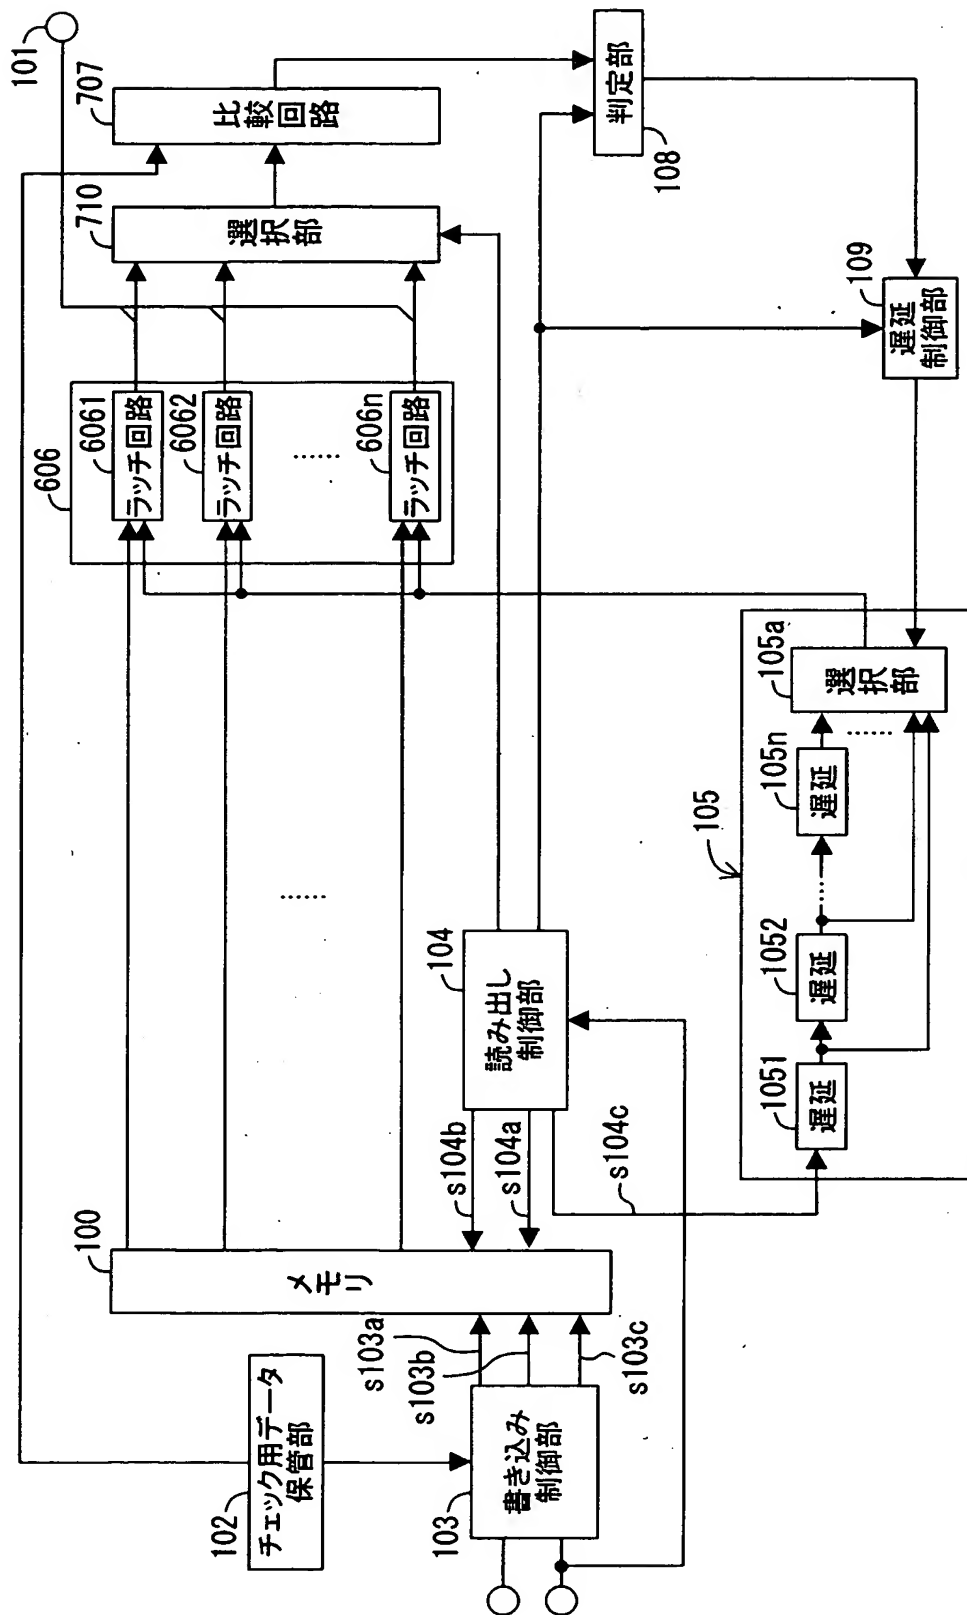 101
707
比較回路
710
選択部
判定部
108
606
6061
ラッチ回路
6062
ラッチ回路
606n
ラッチ回路
109
遅延
制御部
100
メモリ
104
読み出し
制御部
s104b
s104a
s104c
102
チェック用データ
保管部
103
書き込み
制御部
s103a
s103b
s103c
105
1051
遅延
1052
遅延
105n
遅延
105a
選択部